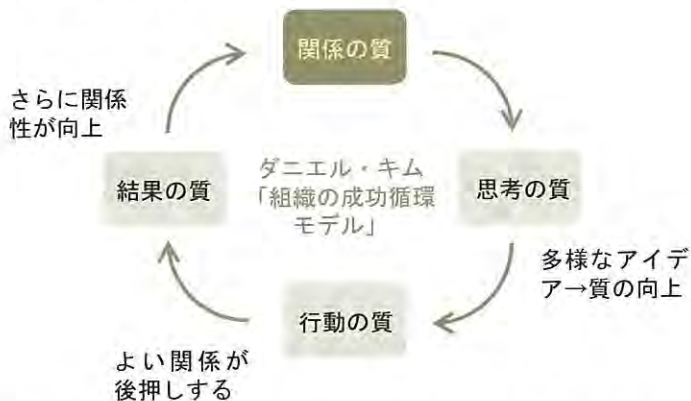 関係の質
さらに関係
性が向上
ダニエル・キム
「組織の成功循環
モデル」
結果の質
思考の質
多様なアイデ
ア→質の向上
行動の質
よい関係が
後押しする